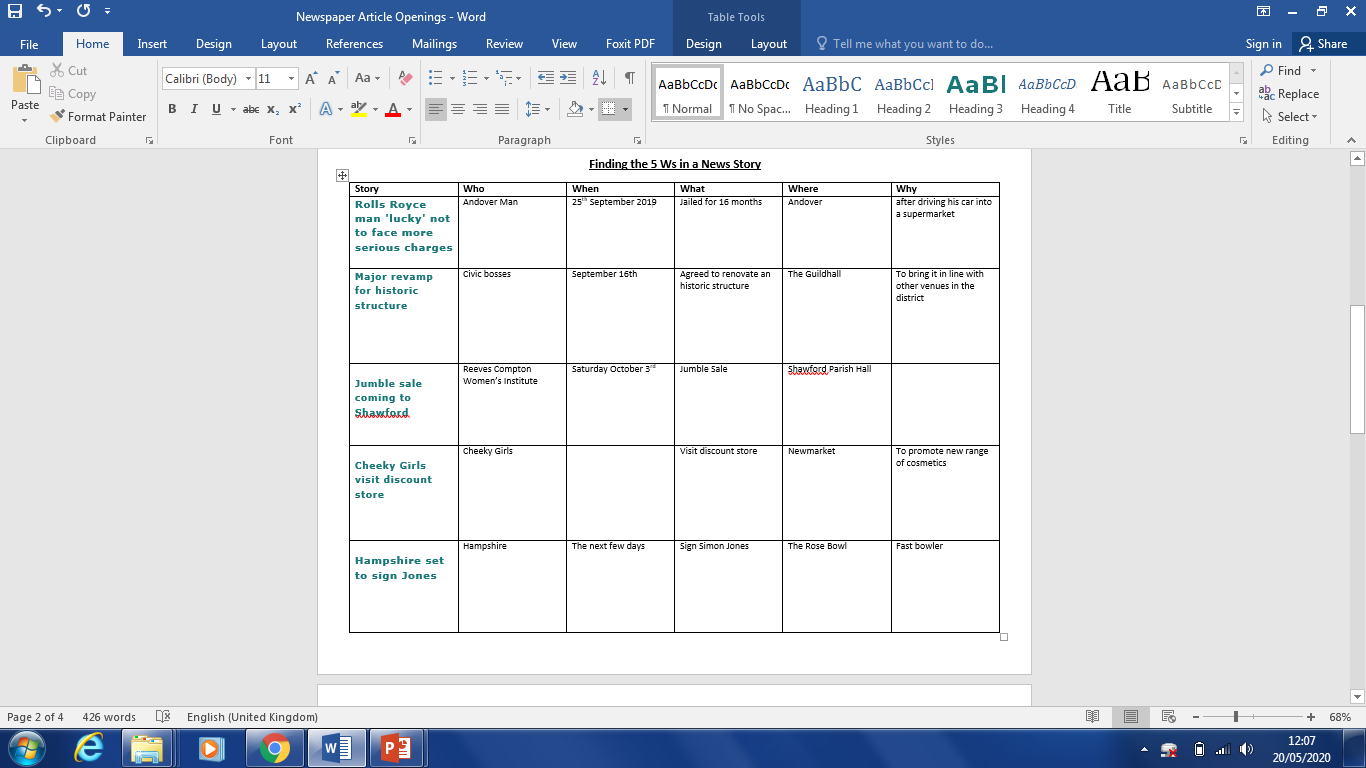 Newspaper Article Openings - Word
Table Tools
File Home Insert Design Layout References Mailings Review View Foxit PDF Design Layout Tell me what you want to do... Sign in Share
Paste
Cut
Copy
Format Painter
Clipboard
Calibri (Body) 11
Font
Paragraph
AaBbCcDc AaBbCcDc AaBbC AaBbCcI AaBl AaBbCcD AaB AaBbCcD
¶ Normal ¶ No Spac... Heading 1 Heading 2 Heading 3 Heading 4 Title Subtitle
Styles
Find
Replace
Select
Editing
Finding the 5 Ws in a News Story
Story Who When What Where Why
Rolls Royce
man 'lucky' not
to face more
serious charges
Andover Man
25th September 2019
Jailed for 16 months
Andover
after driving his car into
a supermarket
Major revamp
for historic
structure
Civic bosses
September 16th
Agreed to renovate an
historic structure
The Guildhall
To bring it in line with
other venues in the
district
Jumble sale
coming to
Shawford
Reeves Compton
Women's Institute
Saturday October 3rd
Jumble Sale
Shawford Parish Hall
Cheeky Girls
visit discount
store
Cheeky Girls
Visit discount store
Newmarket
To promote new range
of cosmetics
Hampshire set
to sign Jones
Hampshire
The next few days
Sign Simon Jones
The Rose Bowl
Fast bowler
Page 2 of 4 426 words English (United Kingdom) 68%
12:07
20/05/2020